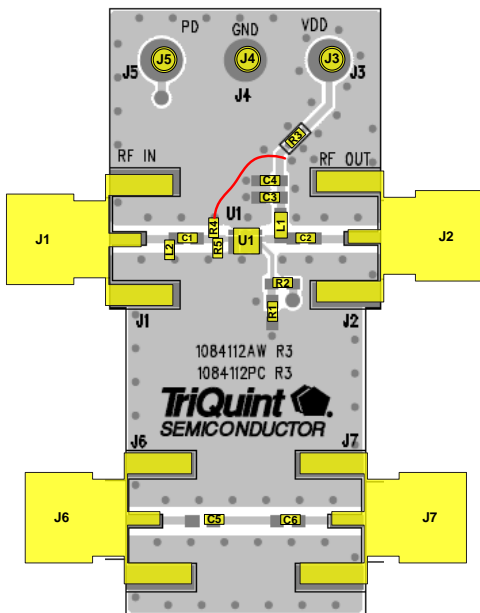 PD GND VDD
J5 J4 J3
J5 J4 J3
R3
RF IN RF OUT
C4
C3
U1 R4 L1
J1 L2 C1 R5 U1 C2 J2
R2
R1
J1 J2
1084112AW R3
1084112PC R3
TriQuint
SEMICONDUCTOR
J6 J7
J6 C5 C6 J7